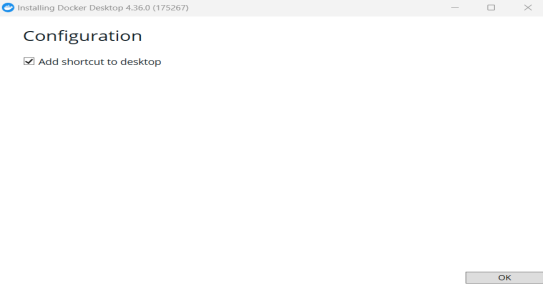 Installing Docker Desktop 4.36.0 (175267)
Configuration
Add shortcut to desktop
OK